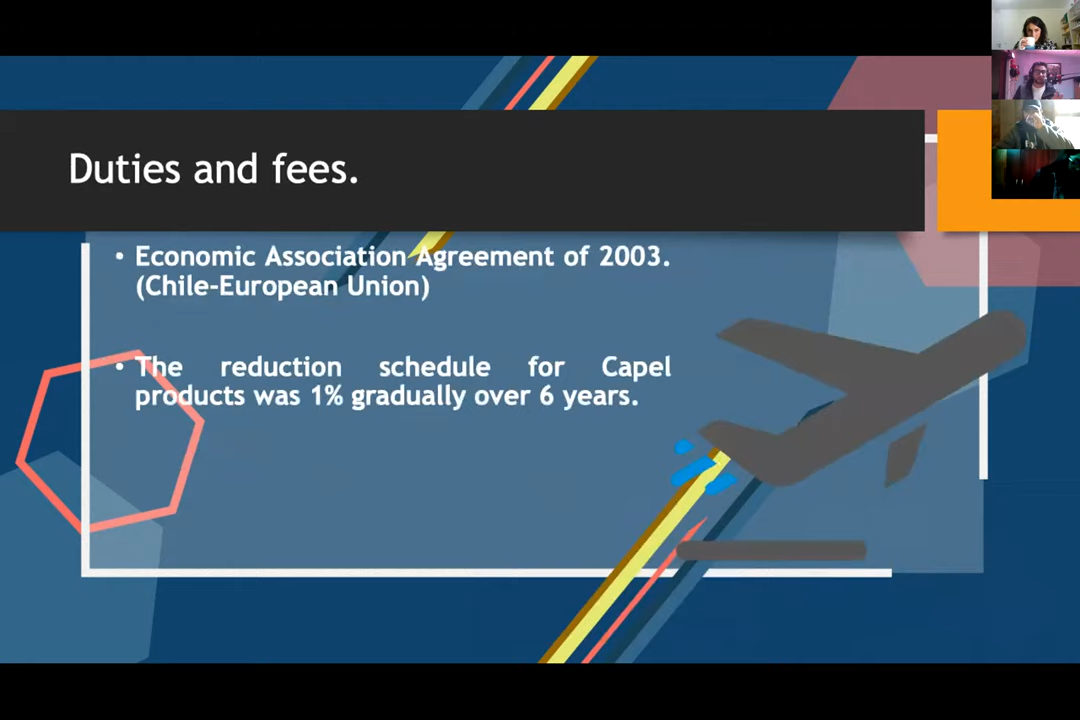 Duties and fees.
• Economic Association Agreement of 2003.
(Chile-European Union)
• The reduction schedule for Capel
products was 1% gradually over 6 years.